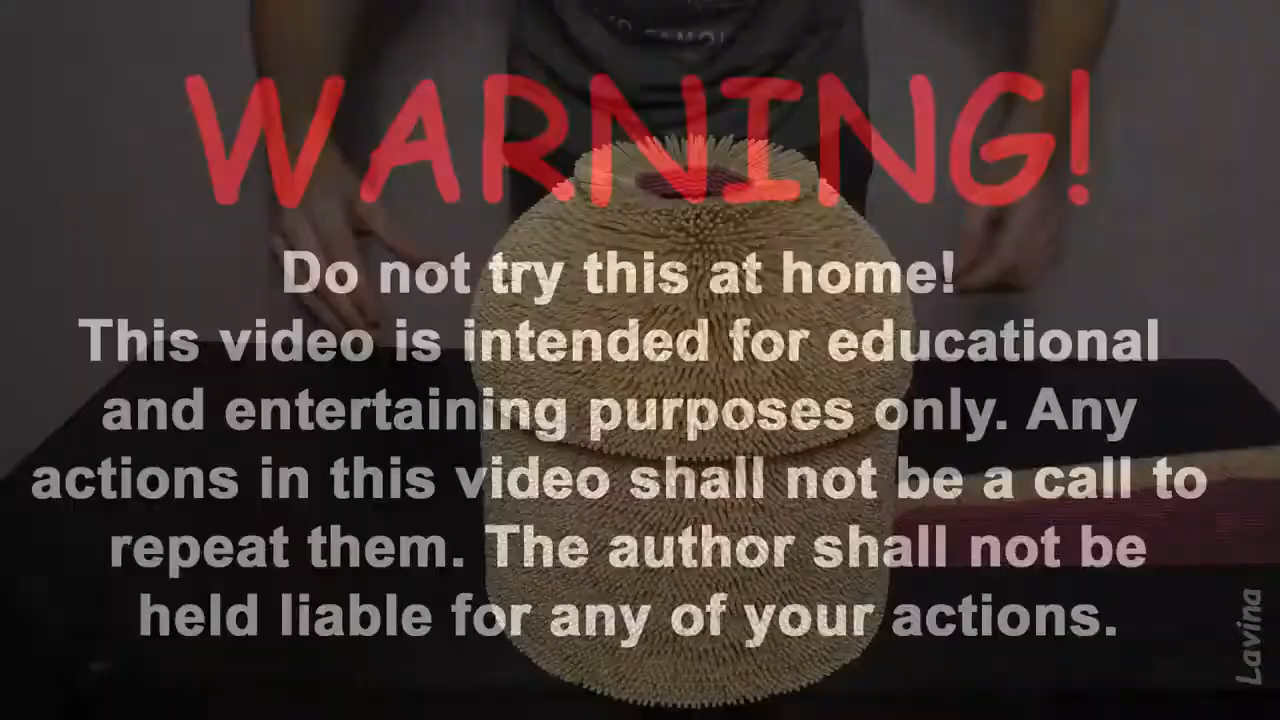 WARNING!
Do not try this at home!
This video is intended for educational
and entertaining purposes only. Any
actions in this video shall not be a call to
repeat them. The author shall not be
held liable for any of your actions.
Lavina